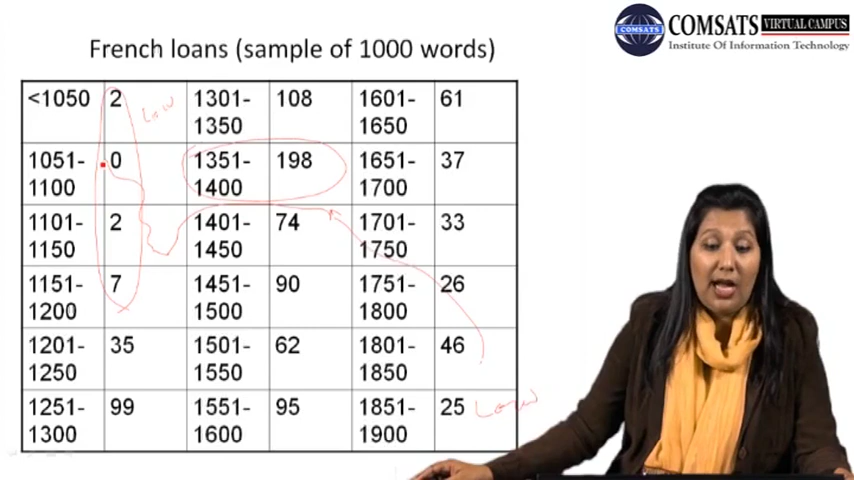 COMSATS VIRTUAL CAMPUS
Institute Of Information Technology
COMSATS
French loans (sample of 1000 words)
<1050 2 1301-1350 108 1601-1650 61
1051-1100 0 1351-1400 198 1651-1700 37
1101-1150 2 1401-1450 74 1701-1750 33
1151-1200 7 1451-1500 90 1751-1800 26
1201-1250 35 1501-1550 62 1801-1850 46
1251-1300 99 1551-1600 95 1851-1900 25
Low
Low